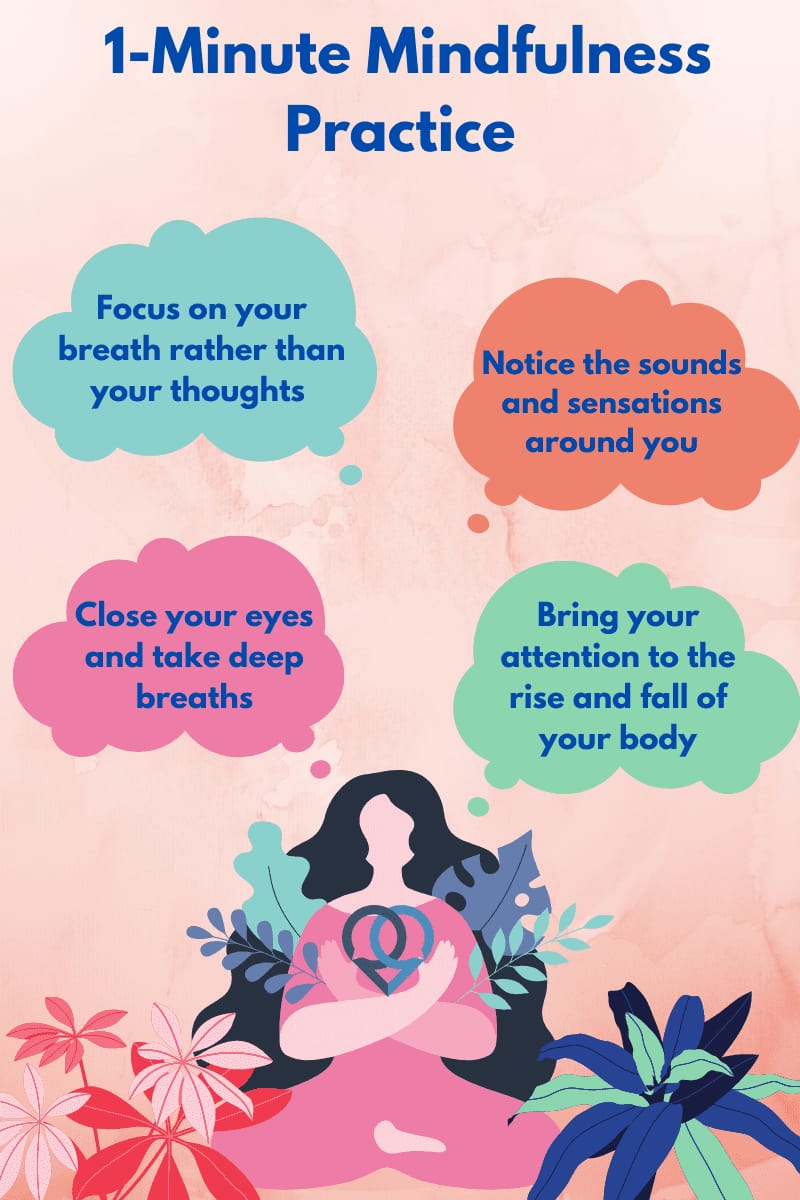 1-Minute Mindfulness
Practice
Focus on your
breath rather than
your thoughts
Notice the sounds
and sensations
around you
Close your eyes
and take deep
breaths
Bring your
attention to the
rise and fall of
your body